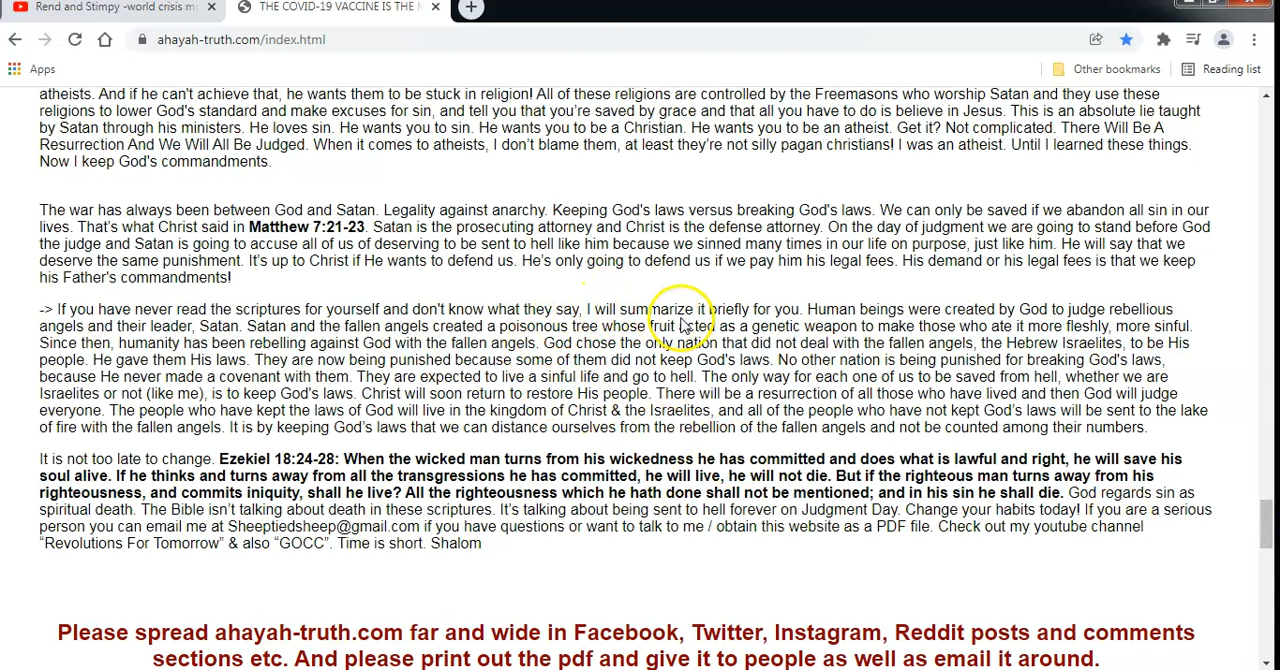 Rend and Stimpy -world crisis m
THE COVID-19 VACCINE IS THE M
ahayah-truth.com/index.html
Apps
Other bookmarks
Reading list
atheists. And if he can't achieve that, he wants them to be stuck in religion! All of these religions are controlled by the Freemasons who worship Satan and they use these
religions to lower God's standard and make excuses for sin, and tell you that you're saved by grace and that all you have to do is believe in Jesus. This is an absolute lie taught
by Satan through his ministers. He loves sin. He wants you to sin. He wants you to be a Christian. He wants you to be an atheist. Get it? Not complicated. There Will Be A
Resurrection And We Will All Be Judged. When it comes to atheists, I don't blame them, at least they're not silly pagan christians! I was an atheist. Until I learned these things.
Now I keep God's commandments.
The war has always been between God and Satan. Legality against anarchy. Keeping God's laws versus breaking God's laws. We can only be saved if we abandon all sin in our
lives. That's what Christ said in Matthew 7:21-23. Satan is the prosecuting attorney and Christ is the defense attorney. On the day of judgment we are going to stand before God
the judge and Satan is going to accuse all of us of deserving to be sent to hell like him because we sinned many times in our life on purpose, just like him. He will say that we
deserve the same punishment. It's up to Christ if He wants to defend us. He's only going to defend us if we pay him his legal fees. His demand or his legal fees is that we keep
his Father's commandments!
-> If you have never read the scriptures for yourself and don't know what they say, I will summarize it briefly for you. Human beings were created by God to judge rebellious
angels and their leader, Satan. Satan and the fallen angels created a poisonous tree whose fruit acted as a genetic weapon to make those who ate it more fleshly, more sinful.
Since then, humanity has been rebelling against God with the fallen angels. God chose the only nation that did not deal with the fallen angels, the Hebrew Israelites, to be His
people. He gave them His laws. They are now being punished because some of them did not keep God's laws. No other nation is being punished for breaking God's laws,
because He never made a covenant with them. They are expected to live a sinful life and go to hell. The only way for each one of us to be saved from hell, whether we are
Israelites or not (like me), is to keep God's laws. Christ will soon return to restore His people. There will be a resurrection of all those who have lived and then God will judge
everyone. The people who have kept the laws of God will live in the kingdom of Christ & the Israelites, and all of the people who have not kept God's laws will be sent to the lake
of fire with the fallen angels. It is by keeping God's laws that we can distance ourselves from the rebellion of the fallen angels and not be counted among their numbers.
It is not too late to change. Ezekiel 18:24-28: When the wicked man turns from his wickedness he has committed and does what is lawful and right, he will save his
soul alive. If he thinks and turns away from all the transgressions he has committed, he will live, he will not die. But if the righteous man turns away from his
righteousness, and commits iniquity, shall he live? All the righteousness which he hath done shall not be mentioned; and in his sin he shall die. God regards sin as
spiritual death. The Bible isn't talking about death in these scriptures. It's talking about being sent to hell forever on Judgment Day. Change your habits today! If you are a serious
person you can email me at Sheeptiedsheep@gmail.com if you have questions or want to talk to me / obtain this website as a PDF file. Check out my youtube channel
“Revolutions For Tomorrow” & also “GOCC”. Time is short. Shalom
Please spread ahayah-truth.com far and wide in Facebook, Twitter, Instagram, Reddit posts and comments
sections etc. And please print out the pdf and give it to people as well as email it around.